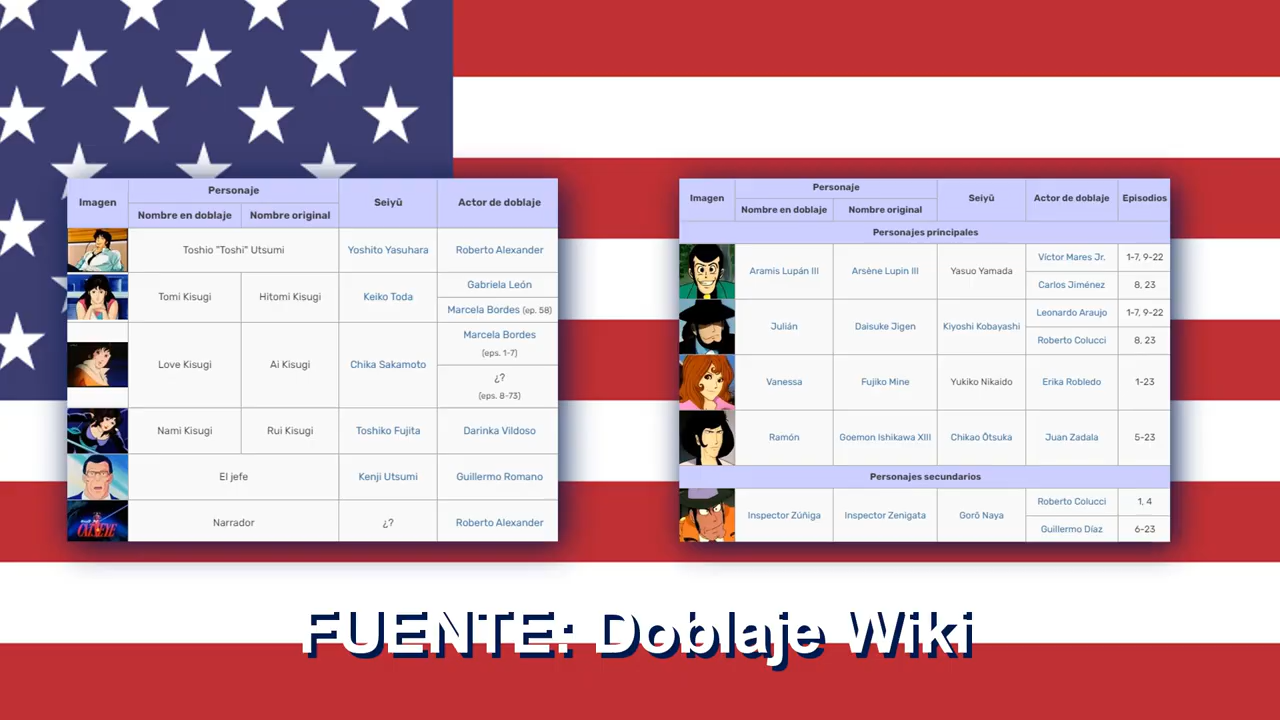 Imagen
Personaje
Seiyū
Actor de doblaje
Nombre en doblaje
Nombre original
Toshio "Toshi" Utsumi
Yoshito Yasuhara
Roberto Alexander
Tomi Kisugi
Hitomi Kisugi
Keiko Toda
Gabriela León
Marcela Bordes (ep. 58)
Love Kisugi
Ai Kisugi
Chika Sakamoto
Marcela Bordes
(eps. 1-7)
¿?
(eps. 8-73)
Nami Kisugi
Rui Kisugi
Toshiko Fujita
Darinka Vildoso
El jefe
Kenji Utsumi
Guillermo Romano
CAT'S EYE
Narrador
¿?
Roberto Alexander
Imagen
Personaje
Seiyū
Actor de doblaje
Episodios
Nombre en doblaje
Nombre original
Personajes principales
Aramis Lupán III
Arsène Lupin III
Yasuo Yamada
Víctor Mares Jr.
1-7, 9-22
Carlos Jiménez
8, 23
Julián
Daisuke Jigen
Kiyoshi Kobayashi
Leonardo Araujo
1-7, 9-22
Roberto Colucci
8, 23
Vanessa
Fujiko Mine
Yukiko Nikaido
Erika Robledo
1-23
Ramón
Goemon Ishikawa XIII
Chikao Ōtsuka
Juan Zadala
5-23
Personajes secundarios
Inspector Zúñiga
Inspector Zenigata
Gorō Naya
Roberto Colucci
1, 4
Guillermo Díaz
6-23
FUENTE: Doblaje Wiki